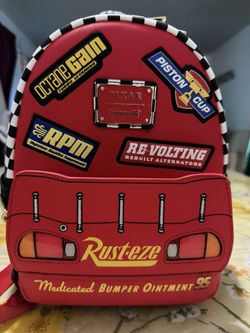 OCTANE
GAIN
PISTON
CUP
PIXAR
RPM
RE·VOLTING
REBUILT ALTERNATORS
Rust-eze
Medicated BUMPER OINTMENT
95